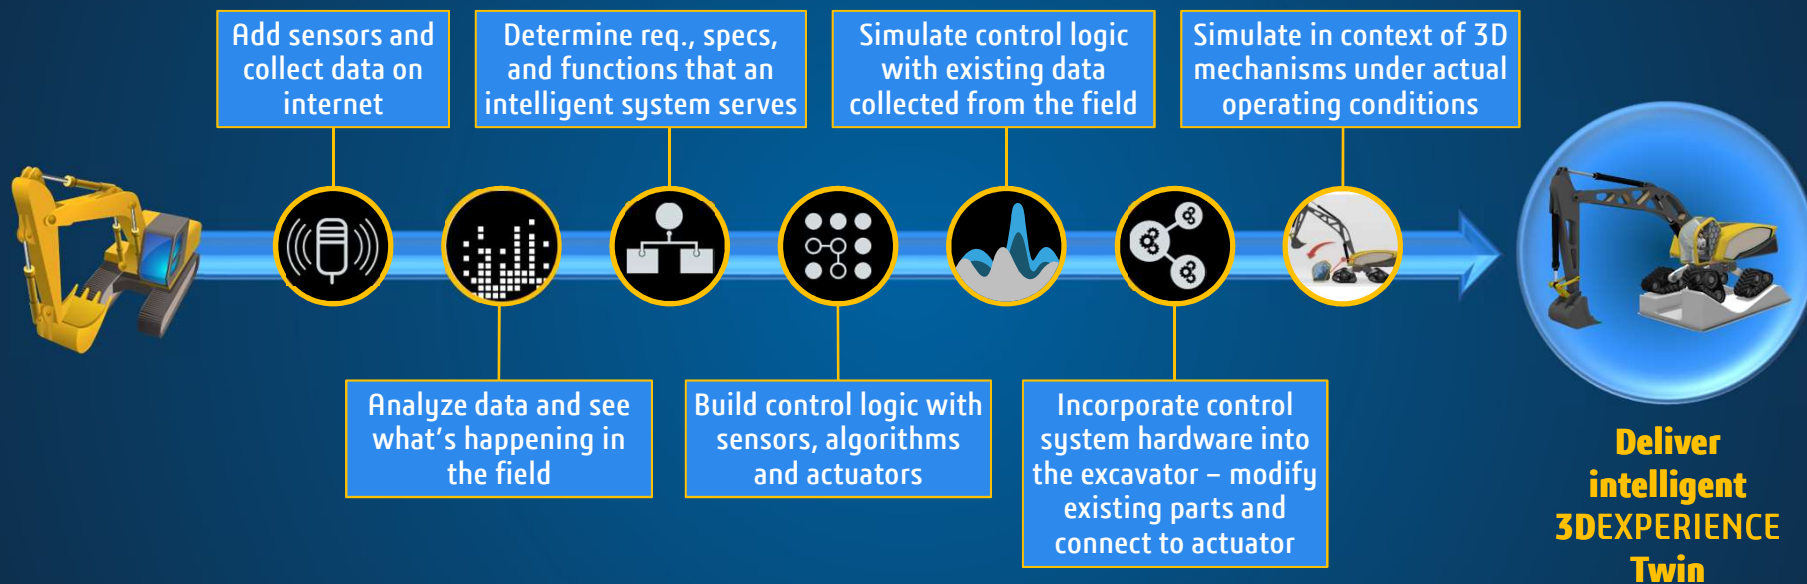 Add sensors and
collect data on
internet
Analyze data and see
what's happening in
the field
Determine req., specs,
and functions that an
intelligent system serves
Build control logic with
sensors, algorithms
and actuators
Simulate control logic
with existing data
collected from the field
Incorporate control
system hardware into
the excavator – modify
existing parts and
connect to actuator
Simulate in context of 3D
mechanisms under actual
operating conditions
Deliver
intelligent
3DEXPERIENCE
Twin